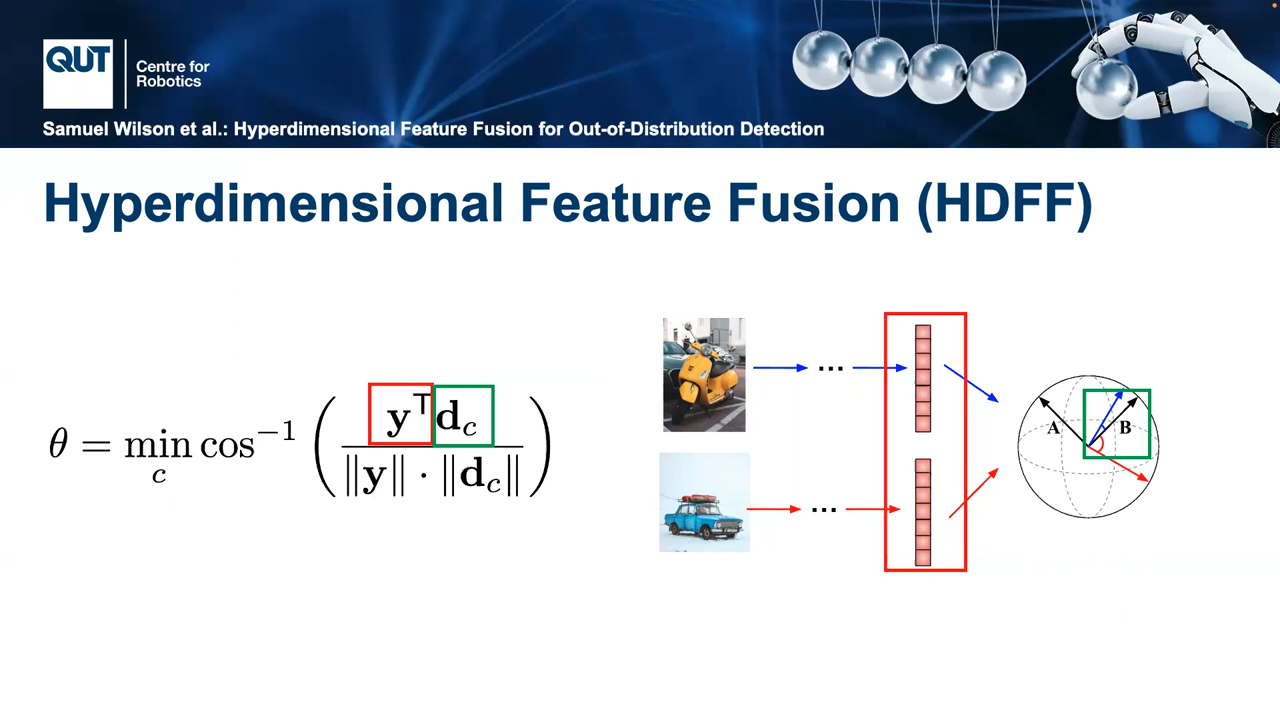 QUT
Centre for
Robotics
Samuel Wilson et al.: Hyperdimensional Feature Fusion for Out-of-Distribution Detection
Hyperdimensional Feature Fusion (HDFF)
θ = min_c cos⁻¹ ( yᵀd_c / ‖y‖ · ‖d_c‖ )
...
A B
...